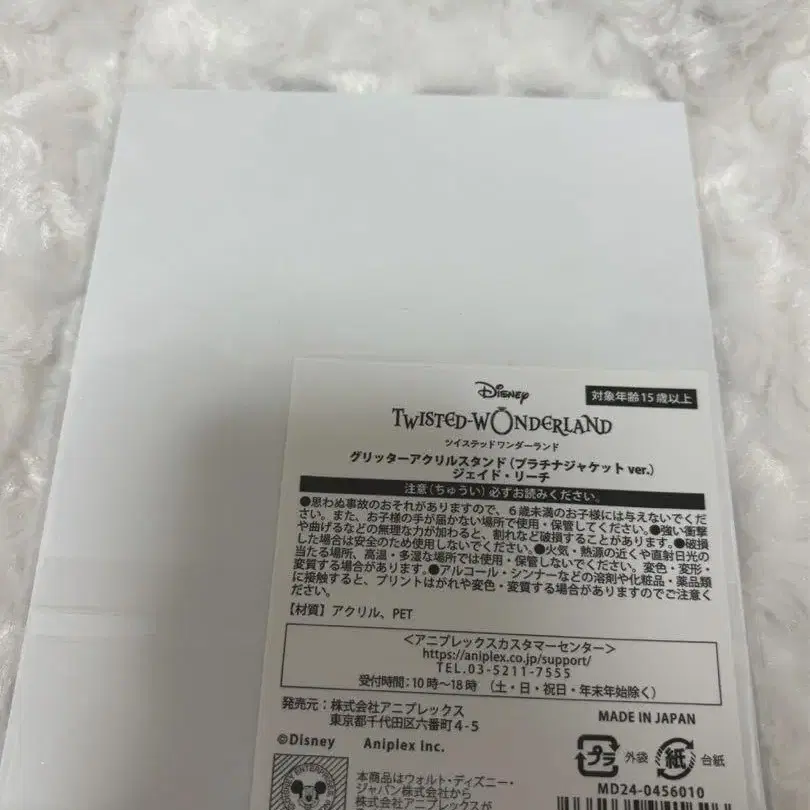 Disney
対象年齢15歳以上
TWISTED-WONDERLAND
ツイステッドワンダーランド
グリッターアクリルスタンド（プラチナジャケット ver.）
ジェイド・リーチ
注意（ちゅうい）必ずお読みください。
●思わぬ事故のおそれがありますので、6歳未満のお子様には与えないでくだ
さい。また、お子様の手が届かない場所で使用・保管してください。●強い衝撃
や曲げるなどの無理な力が加わると、割れなど破損することがあります。●破損
した場合は安全のため使用しないでください。●火気・熱源の近くや直射日光の
当たる場所、高温・多湿な場所では使用・保管しないでください。変色・変形・
変質する場合があります。●アルコール・シンナーなどの溶剤や化粧品・薬品類
に接触すると、プリントはがれや変色・変質する場合がありますのでご注意く
ださい。
【材質】アクリル、PET
＜アニプレックスカスタマーセンター＞
https://aniplex.co.jp/support/
TEL.03-5211-7555
受付時間：10時～18時（土・日・祝日・年末年始除く）
発売元：株式会社アニプレックス
東京都千代田区六番町4-5
MADE IN JAPAN
©Disney Aniplex Inc.
プラ 外袋 紙 台紙
MD24-0456010
本商品はウォルト・ディズニー・
ジャパン株式会社から
株式会社アニプレックスが